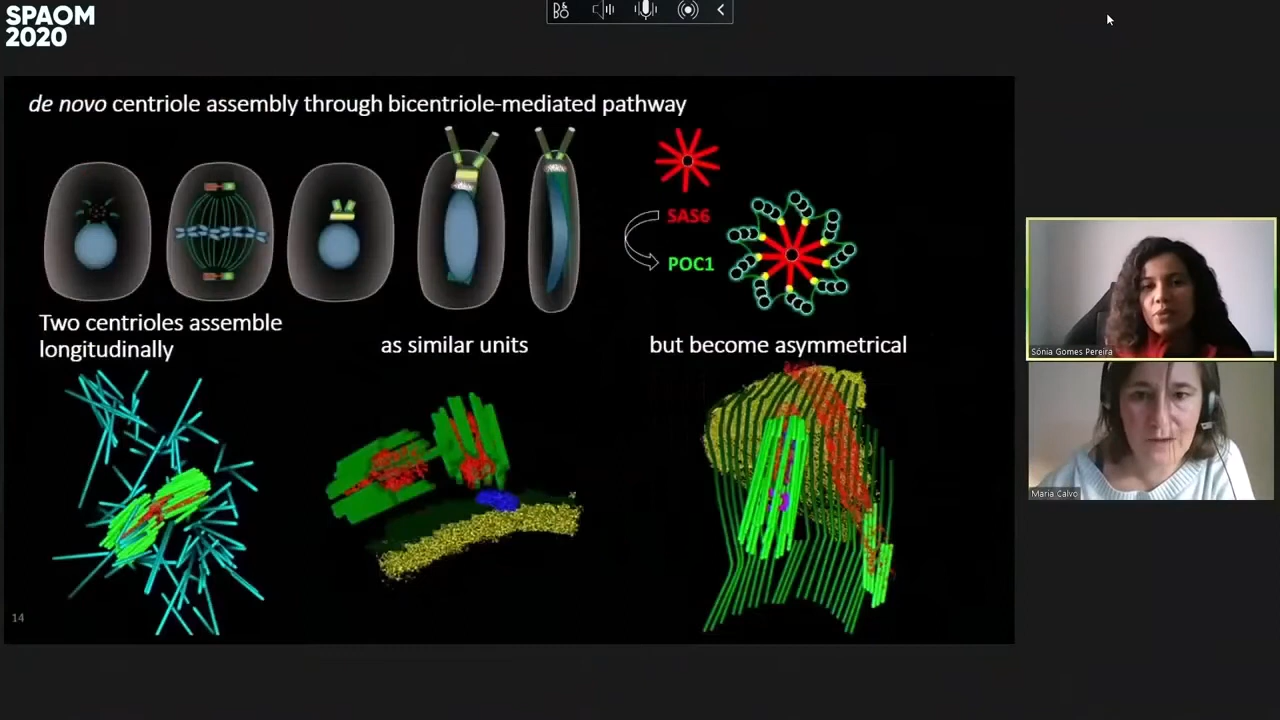 SPAOM
2020
de novo centriole assembly through bicentriole-mediated pathway
SAS6
POC1
Two centrioles assemble
longitudinally
as similar units
but become asymmetrical
14
Sónia Gomes Pereira
Maria Calvo